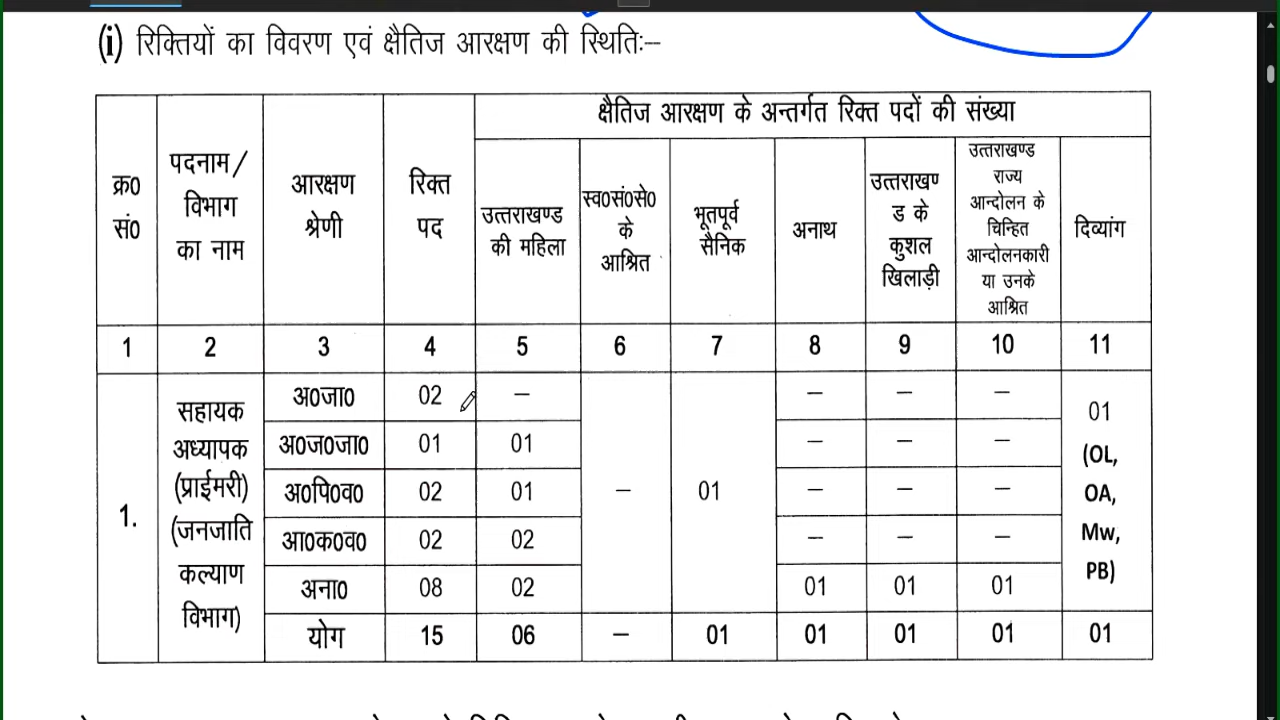 (i) रिक्तियों का विवरण एवं क्षैतिज आरक्षण की स्थितिः–
क्र0 सं0
पदनाम / विभाग का नाम
आरक्षण श्रेणी
रिक्त पद
क्षैतिज आरक्षण के अन्तर्गत रिक्त पदों की संख्या
उत्तराखण्ड की महिला
स्व0सं0से0 के आश्रित
भूतपूर्व सैनिक
अनाथ
उत्तराखण्ड के कुशल खिलाड़ी
उत्तराखण्ड राज्य आन्दोलन के चिन्हित आन्दोलनकारी या उनके आश्रित
दिव्यांग
1 2 3 4 5 6 7 8 9 10 11
1.
सहायक अध्यापक (प्राईमरी) (जनजाति कल्याण विभाग)
अ0जा0 02 – – – –
अ0ज0जा0 01 01 – – –
अ0पि0व0 02 01 – 01 – – –
आ0क0व0 02 02 – – –
अना0 08 02 01 01 01
01 (OL, OA, Mw, PB)
योग 15 06 – 01 01 01 01 01